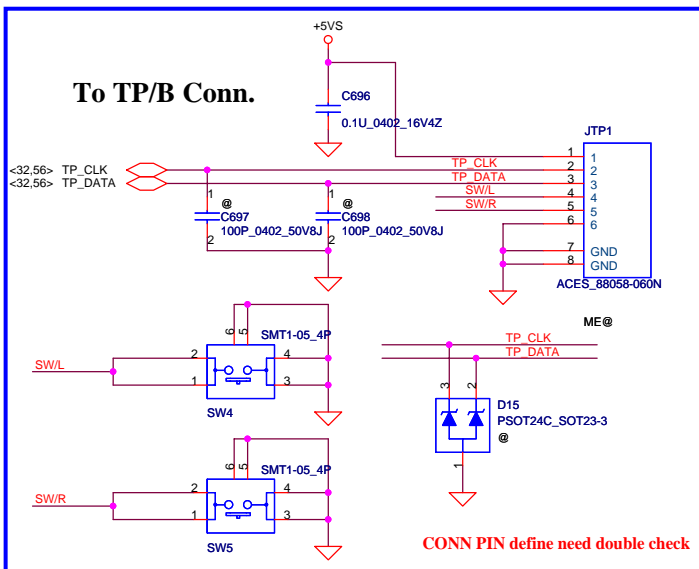 +5VS
To TP/B Conn.
C696
0.1U_0402_16V4Z
JTP1
<32,56> TP_CLK
<32,56> TP_DATA
TP_CLK
TP_DATA
SW/L
SW/R
1 1
2 2
3 3
4 4
5 5
6 6
7 GND
8 GND
ACES_88058-060N
ME@
1
@
C697
100P_0402_50V8J
2
1
@
C698
100P_0402_50V8J
2
SW/L
6 5
SMT1-05_4P
2 4
1 3
SW4
TP_CLK
TP_DATA
3 2
D15
PSOT24C_SOT23-3
@
1
SW/R
6 5
SMT1-05_4P
2 4
1 3
SW5
CONN PIN define need double check